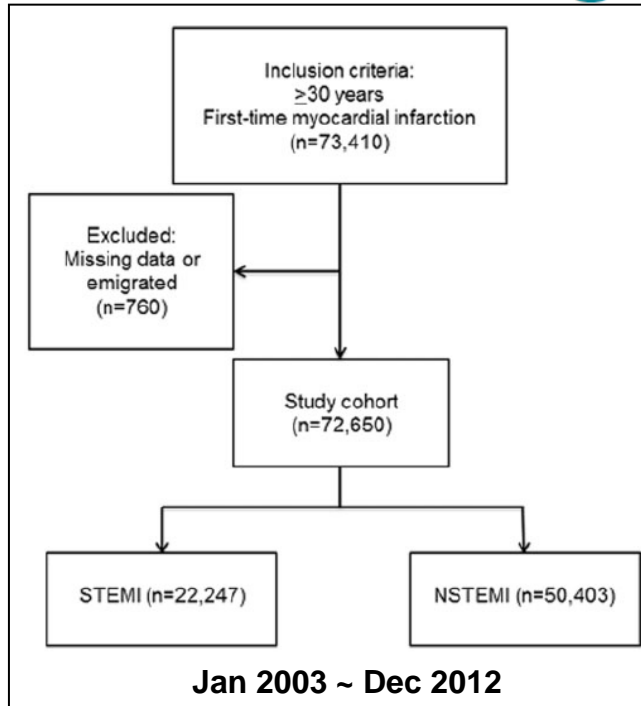 Inclusion criteria:
≥30 years
First-time myocardial infarction
(n=73,410)
Excluded:
Missing data or
emigrated
(n=760)
Study cohort
(n=72,650)
STEMI (n=22,247)
NSTEMI (n=50,403)
Jan 2003 ~ Dec 2012